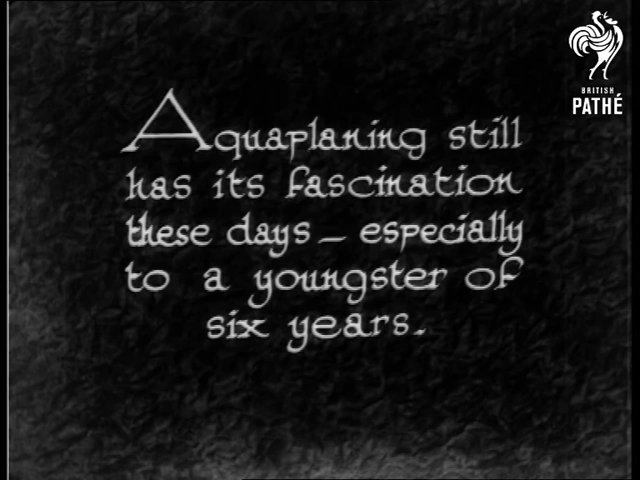 BRITISH
PATHÉ
Aquaplaning still
has its fascination
these days — especially
to a youngster of
six years.